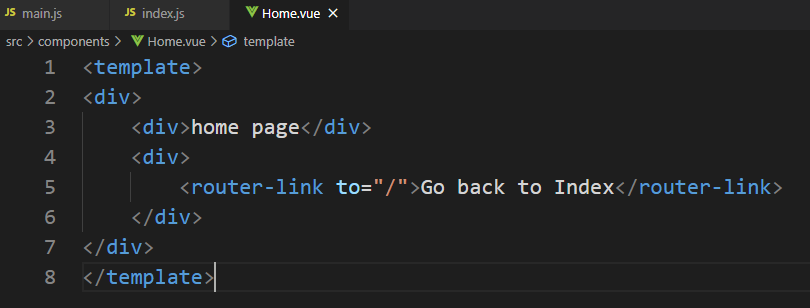 JS main.js JS index.js Home.vue ×
src > components > Home.vue > template
1 <template>
2 <div>
3 <div>home page</div>
4 <div>
5 <router-link to="/">Go back to Index</router-link>
6 </div>
7 </div>
8 </template>